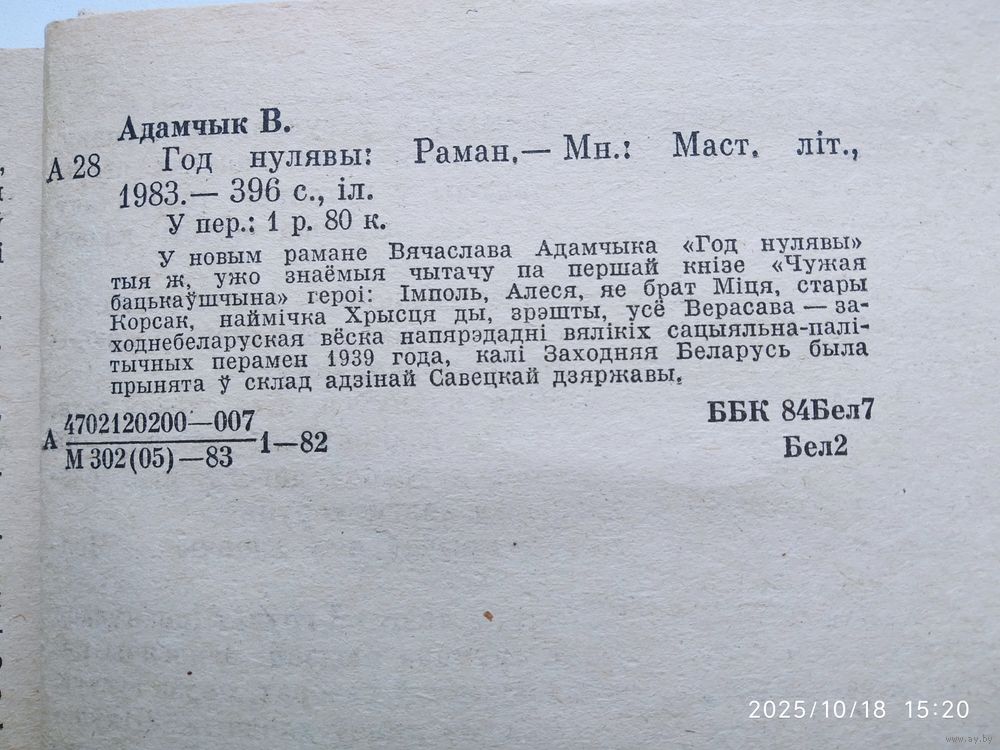 Адамчык В.
А 28 Год нулявы: Раман.— Мн.: Маст. літ.,
1983.— 396 с., іл.
У пер.: 1 р. 80 к.
У новым рамане Вячаслава Адамчыка «Год нулявы»
тыя ж, ужо знаёмыя чытачу па першай кнізе «Чужая
бацькаўшчына» героі: Імполь, Алеся, яе брат Міця, стары
Корсак, наймічка Хрысця ды, зрэшты, усё Верасава — за-
ходнебеларуская вёска напярэдадні вялікіх сацыяльна-палі-
тычных перамен 1939 года, калі Заходняя Беларусь была
прынята ў склад адзінай Савецкай дзяржавы.
А 4702120200—007
М 302(05)—83 1—82
ББК 84Бел7
Бел2
2025/10/18 15:20
www.ay.by